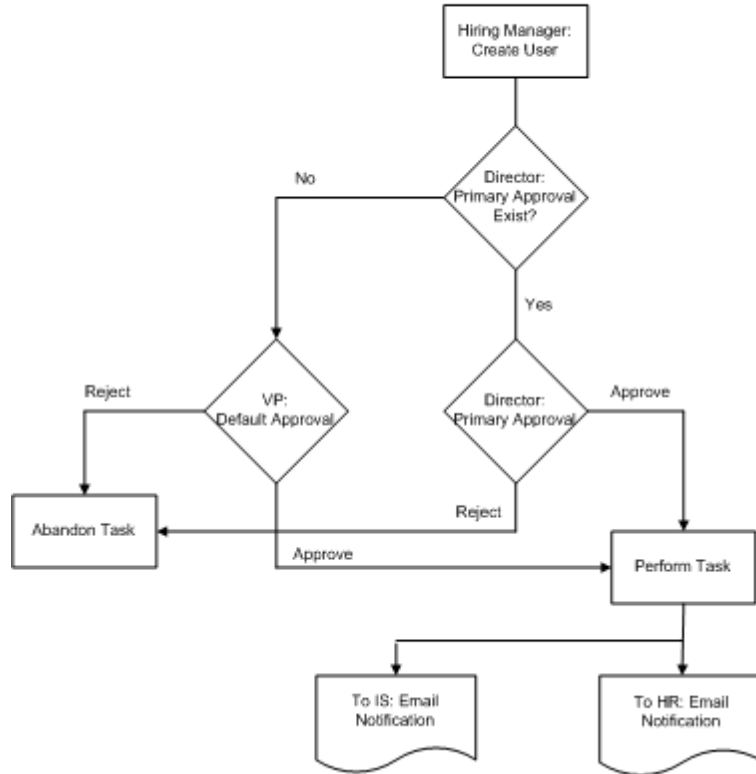 Hiring Manager:
Create User
Director:
Primary Approval
Exist?
No
Yes
VP:
Default Approval
Reject
Director:
Primary Approval
Approve
Abandon Task
Reject
Approve
Perform Task
To IS: Email
Notification
To HR: Email
Notification